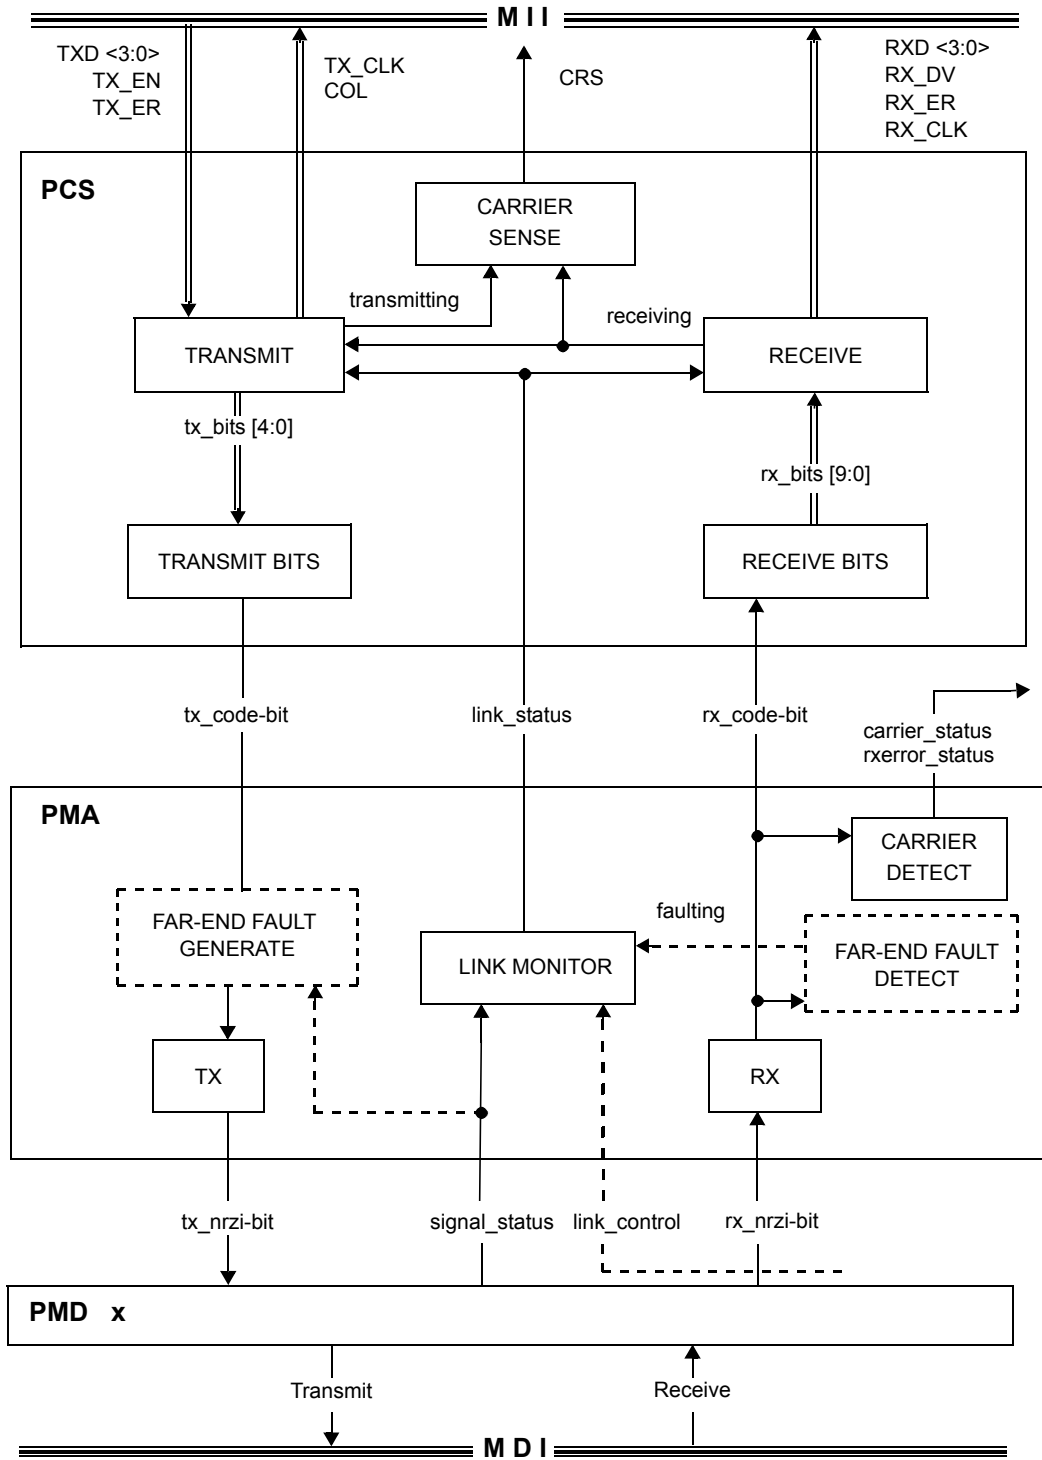 M I I
TXD <3:0>
TX_EN
TX_ER
TX_CLK
COL
CRS
RXD <3:0>
RX_DV
RX_ER
RX_CLK
PCS
CARRIER
SENSE
transmitting
receiving
TRANSMIT
RECEIVE
tx_bits [4:0]
rx_bits [9:0]
TRANSMIT BITS
RECEIVE BITS
tx_code-bit
link_status
rx_code-bit
carrier_status
rxerror_status
PMA
CARRIER
DETECT
FAR-END FAULT
GENERATE
faulting
LINK MONITOR
FAR-END FAULT
DETECT
TX
RX
tx_nrzi-bit
signal_status
link_control
rx_nrzi-bit
PMD x
Transmit
Receive
M D I